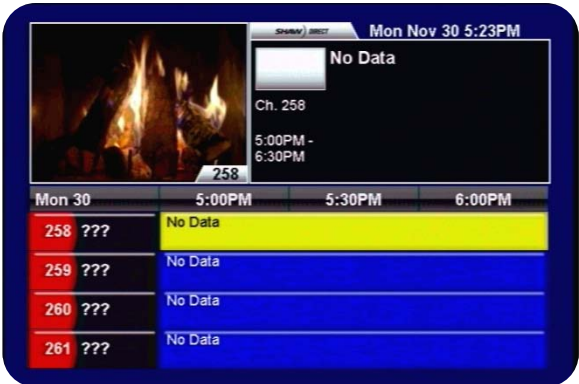 SHAW) DIRECT
Mon Nov 30 5:23PM
No Data
Ch. 258
5:00PM -
6:30PM
258
Mon 30 5:00PM 5:30PM 6:00PM
258 ??? No Data
259 ??? No Data
260 ??? No Data
261 ??? No Data